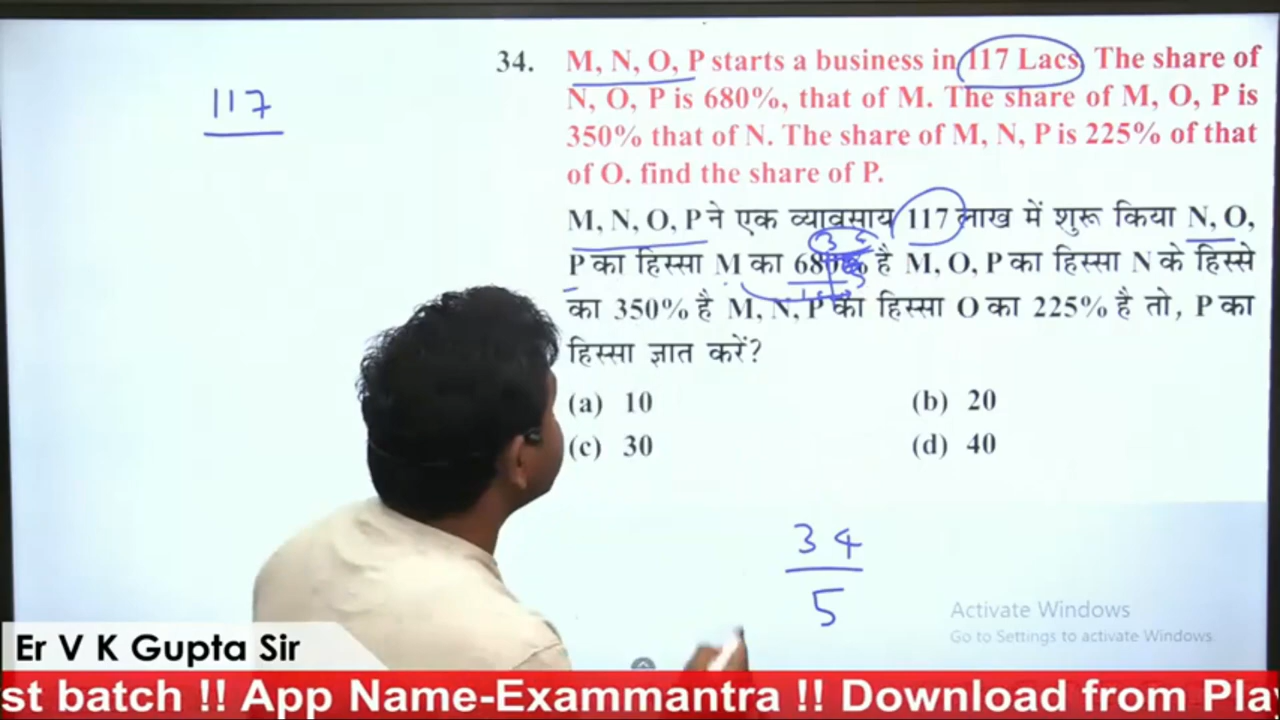 117
34. M, N, O, P starts a business in 117 Lacs. The share of
N, O, P is 680%, that of M. The share of M, O, P is
350% that of N. The share of M, N, P is 225% of that
of O. find the share of P.
M, N, O, P ने एक व्यावसाय 117 लाख में शुरू किया N, O,
P का हिस्सा M का 680% है M, O, P का हिस्सा N के हिस्से
का 350% है M, N, P का हिस्सा O का 225% है तो, P का
हिस्सा ज्ञात करें?
(a) 10 (b) 20
(c) 30 (d) 40
34
5
Activate Windows
Go to Settings to activate Windows.
Er V K Gupta Sir
st batch !! App Name-Exammantra !! Download from Play